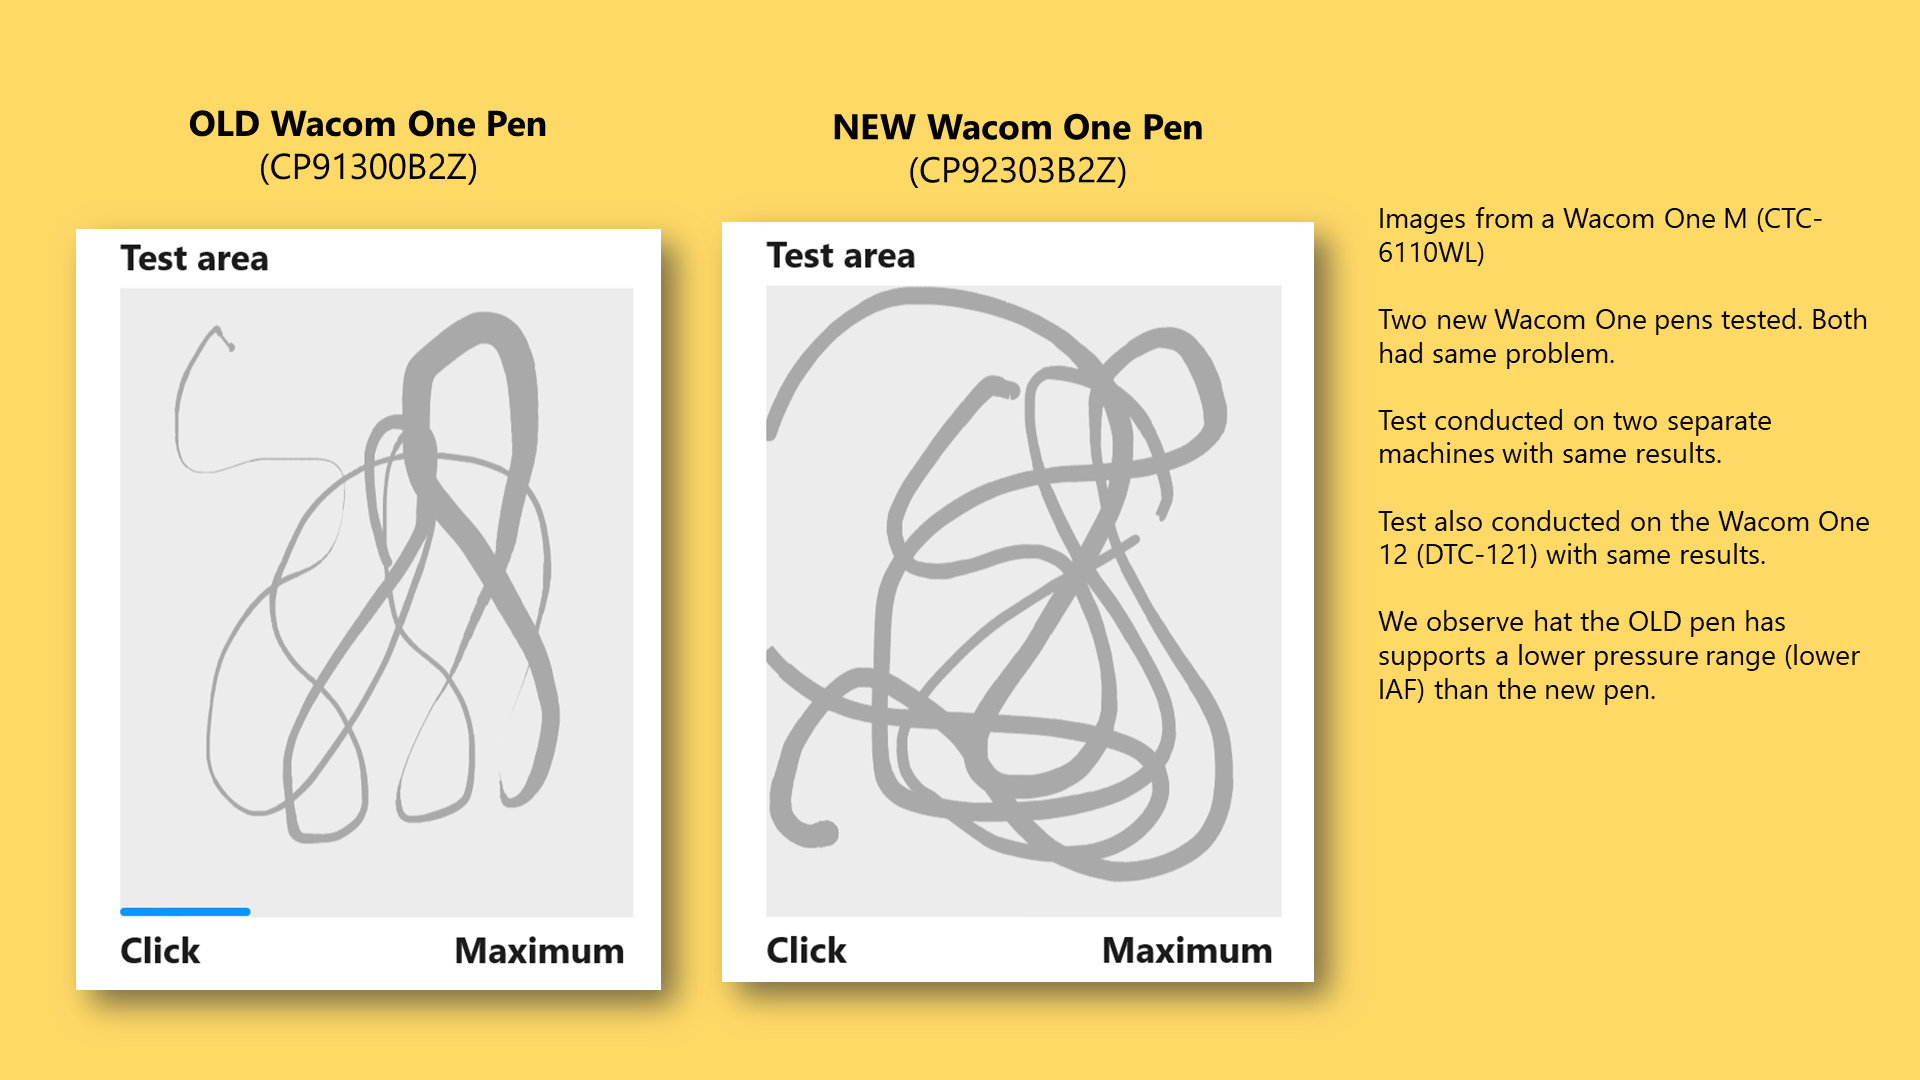 OLD Wacom One Pen
(CP91300B2Z)
Test area
Click
Maximum
NEW Wacom One Pen
(CP92303B2Z)
Test area
Click
Maximum
Images from a Wacom One M (CTC-
6110WL)
Two new Wacom One pens tested. Both
had same problem.
Test conducted on two separate
machines with same results.
Test also conducted on the Wacom One
12 (DTC-121) with same results.
We observe hat the OLD pen has
supports a lower pressure range (lower
IAF) than the new pen.